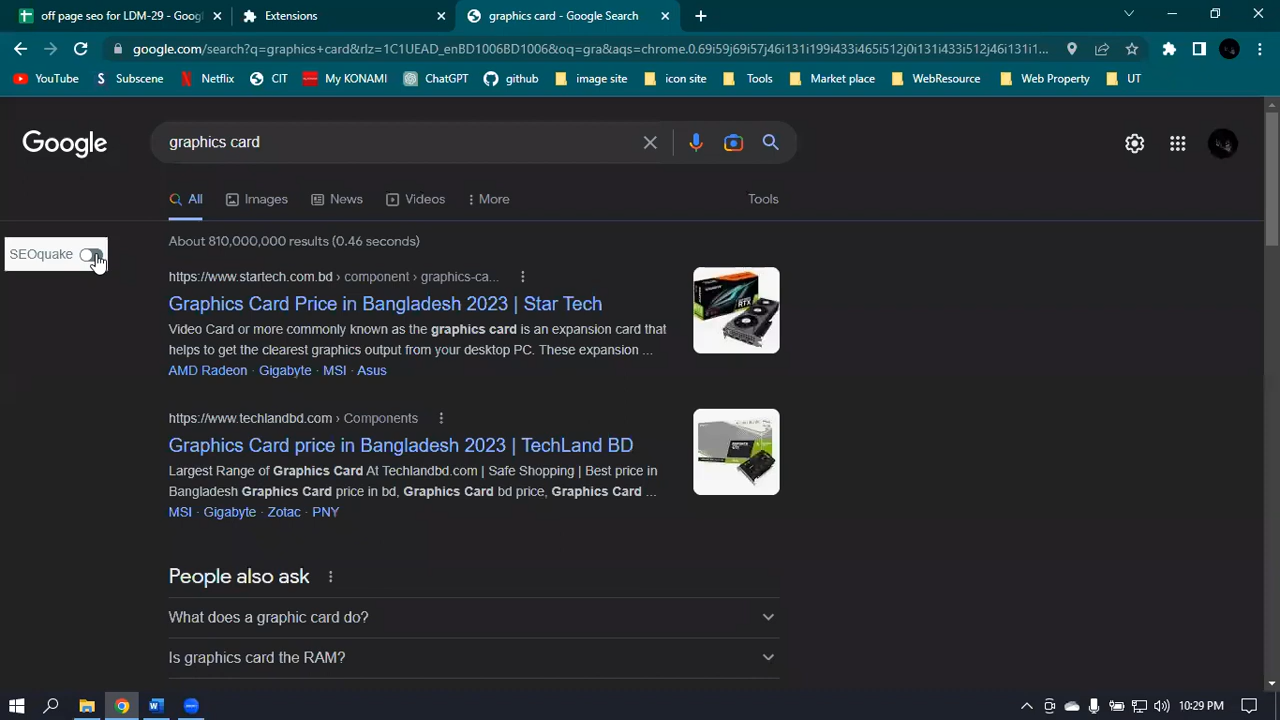 off page seo for LDM-29 - Goog
Extensions
graphics card - Google Search
google.com/search?q=graphics+card&rlz=1C1UEAD_enBD1006BD1006&oq=gra&aqs=chrome.0.69i59j69i57j46i131i199i433i465i512j0i131i433i512j46i131i1...
YouTube
Subscene
Netflix
CIT
My KONAMI
ChatGPT
github
image site
icon site
Tools
Market place
WebResource
Web Property
UT
Google
graphics card
All
Images
News
Videos
More
Tools
SEOquake
About 810,000,000 results (0.46 seconds)
https://www.startech.com.bd › component › graphics-ca...
Graphics Card Price in Bangladesh 2023 | Star Tech
Video Card or more commonly known as the graphics card is an expansion card that
helps to get the clearest graphics output from your desktop PC. These expansion ...
AMD Radeon · Gigabyte · MSI · Asus
https://www.techlandbd.com › Components
Graphics Card price in Bangladesh 2023 | TechLand BD
Largest Range of Graphics Card At Techlandbd.com | Safe Shopping | Best price in
Bangladesh Graphics Card price in bd, Graphics Card bd price, Graphics Card ...
MSI · Gigabyte · Zotac · PNY
People also ask
What does a graphic card do?
Is graphics card the RAM?
10:29 PM